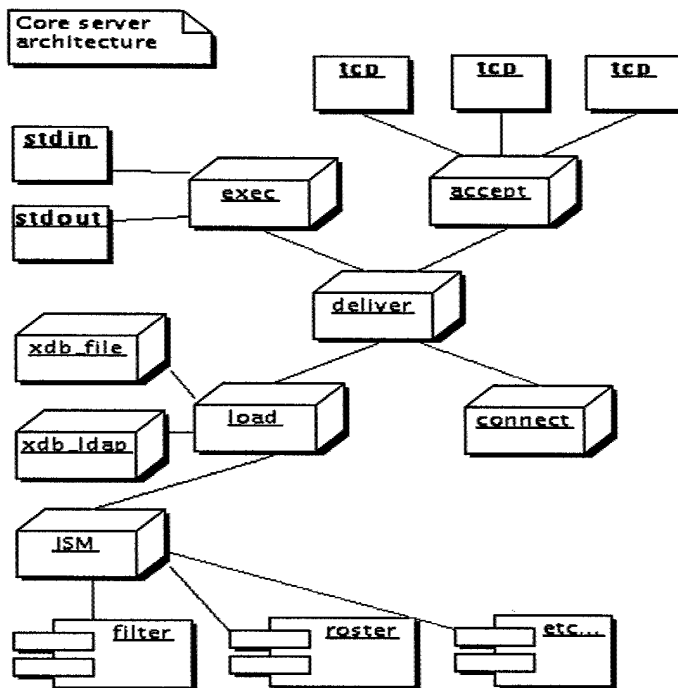 Core server
architecture
tcp
tcp
tcp
stdin
exec
accept
stdout
deliver
xdb_file
load
connect
xdb_ldap
JSM
filter
roster
etc...